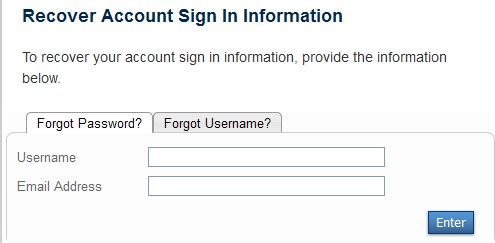 Recover Account Sign In Information
To recover your account sign in information, provide the information
below.
Forgot Password? Forgot Username?
Username
Email Address
Enter